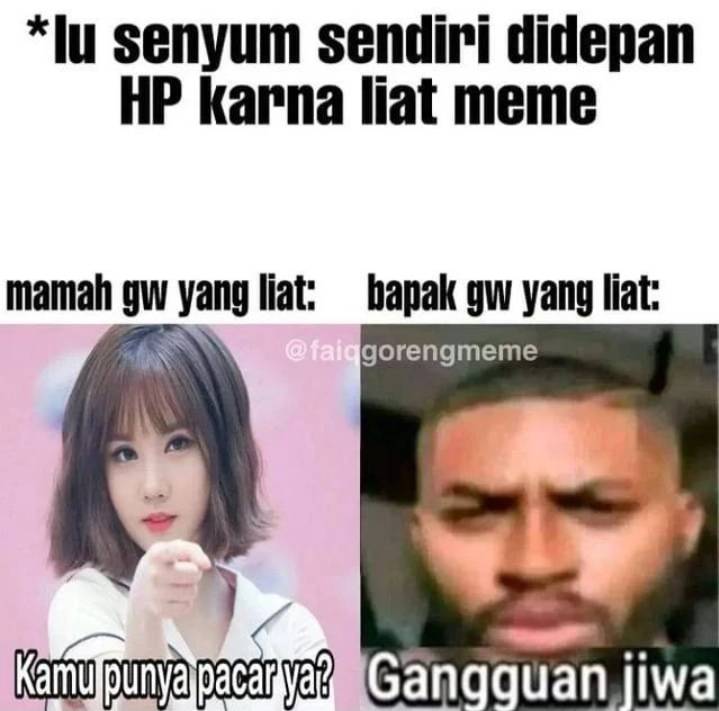 *lu senyum sendiri didepan
HP karna liat meme
mamah gw yang liat:
bapak gw yang liat:
@faiqgorengmeme
Kamu punya pacar ya?
Gangguan jiwa